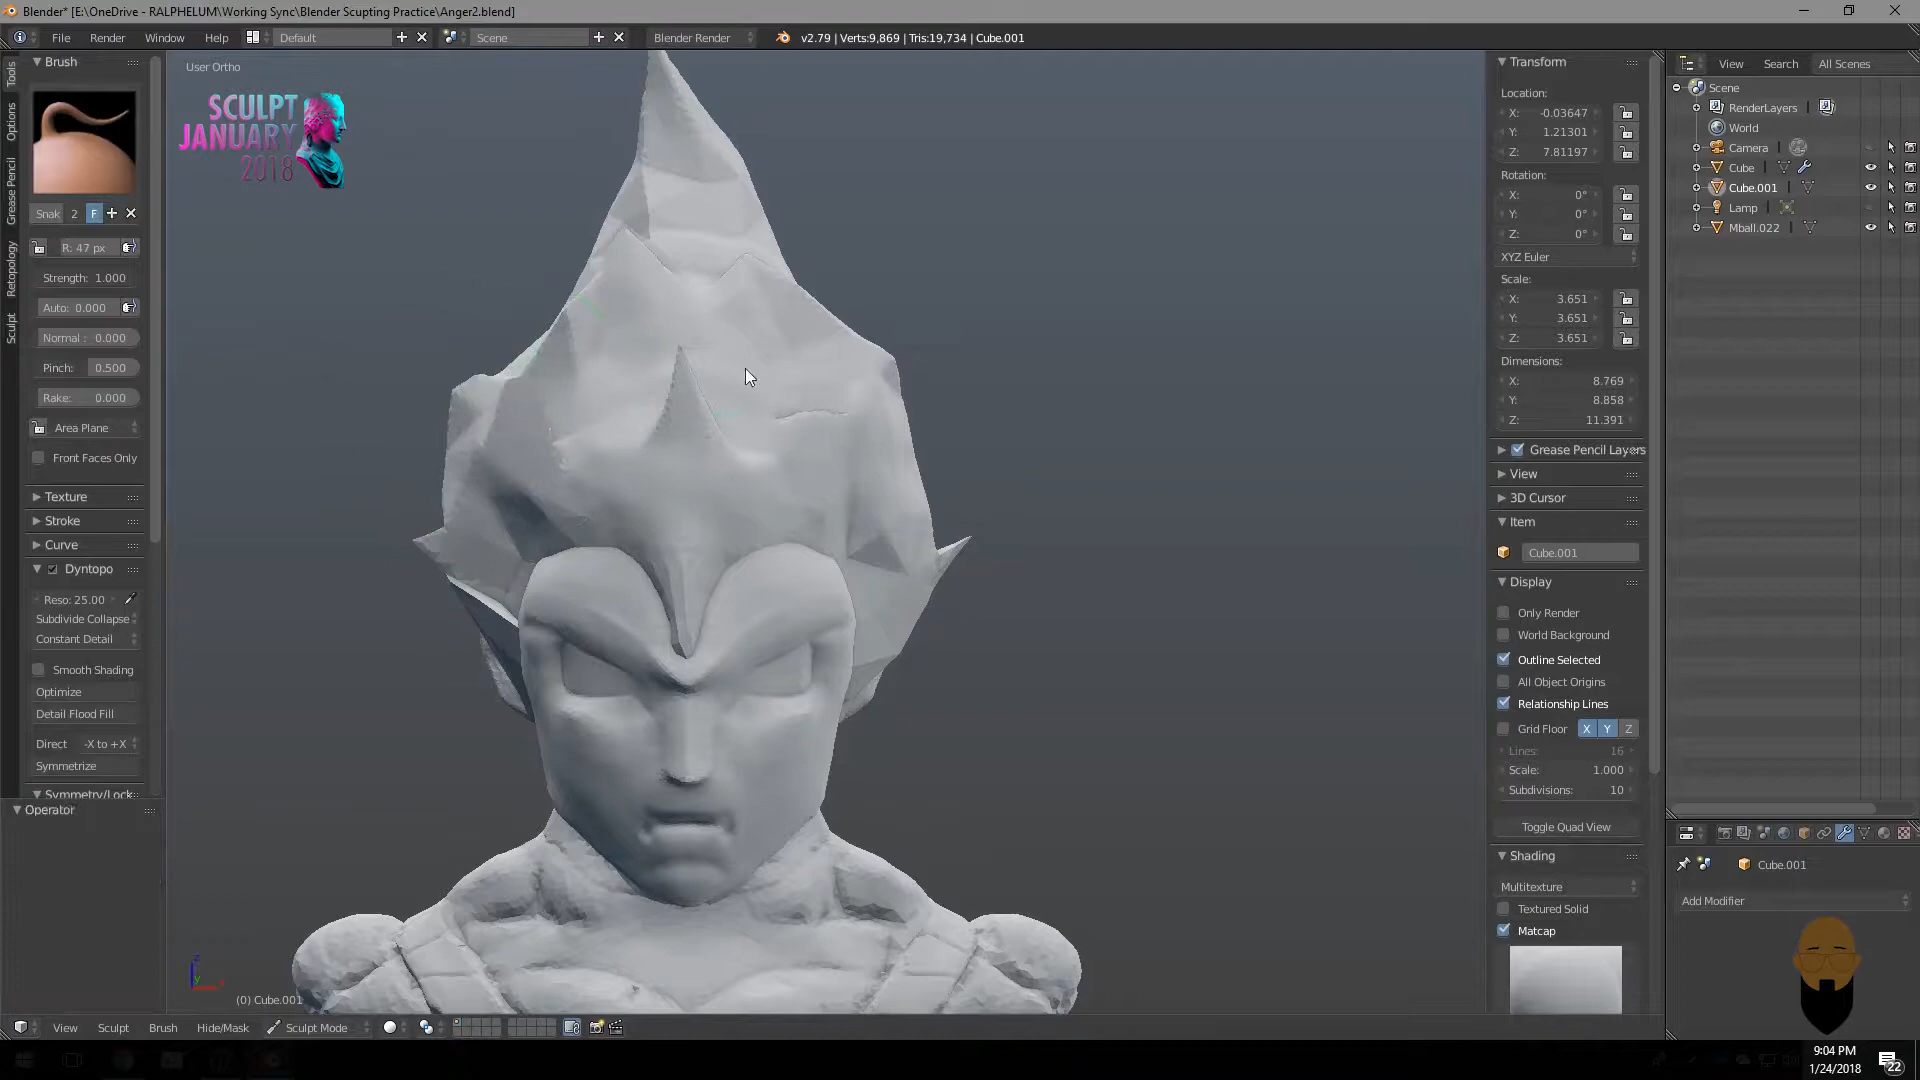 Blender* [E:\OneDrive - RALPHELUM\Working Sync\Blender Scupting Practice\Anger2.blend]
File Render Window Help Default Scene Blender Render v2.79 | Verts:9,869 | Tris:19,734 | Cube.001
Brush
User Ortho
SCULPT
JANUARY
2018
Tools
Options
Grease Pencil
Retopology
Sculpt
Snak 2 F
R: 47 px
Strength: 1.000
Auto: 0.000
Normal : 0.000
Pinch: 0.500
Rake: 0.000
Area Plane
Front Faces Only
Texture
Stroke
Curve
Dyntopo
Reso: 25.00
Subdivide Collapse
Constant Detail
Smooth Shading
Optimize
Detail Flood Fill
Direct -X to +X
Symmetrize
Symmetry/Lock
Operator
(0) Cube.001
View Sculpt Brush Hide/Mask Sculpt Mode
Transform
Location:
X: -0.03647
Y: 1.21301
Z: 7.81197
Rotation:
X: 0°
Y: 0°
Z: 0°
XYZ Euler
Scale:
X: 3.651
Y: 3.651
Z: 3.651
Dimensions:
X: 8.769
Y: 8.858
Z: 11.391
Grease Pencil Layers
View
3D Cursor
Item
Cube.001
Display
Only Render
World Background
Outline Selected
All Object Origins
Relationship Lines
Grid Floor X Y Z
Lines: 16
Scale: 1.000
Subdivisions: 10
Toggle Quad View
Shading
Multitexture
Textured Solid
Matcap
View Search All Scenes
Scene
RenderLayers
World
Camera
Cube
Cube.001
Lamp
Mball.022
Cube.001
Add Modifier
9:04 PM
1/24/2018
22